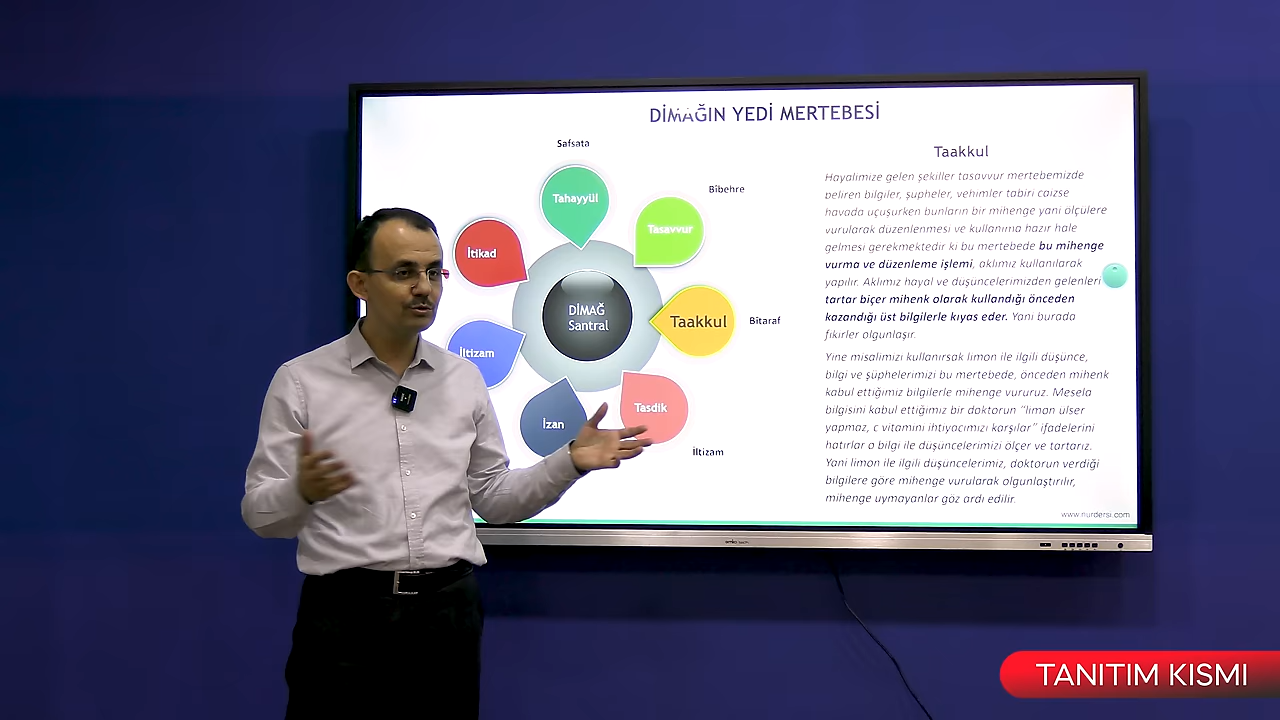 DİMAĞIN YEDİ MERTEBESİ
Safsata
Tahayyül
Bîbehre
Tasavvur
İtikad
DİMAĞ
Santral
Taakkul
Bîtaraf
İltizam
Tasdik
İzan
İltizam
Taakkul
Hayalimize gelen şekiller tasavvur mertebemizde
beliren bilgiler, şüpheler, vehimler tabiri caizse
havada uçuşurken bunların bir mihenge yani ölçülere
vurularak düzenlenmesi ve kullanıma hazır hale
gelmesi gerekmektedir ki bu mertebede bu mihenge
vurma ve düzenleme işlemi, aklımız kullanılarak
yapılır. Aklımız hayal ve düşüncelerimizden gelenleri
tartar biçer mihenk olarak kullandığı önceden
kazandığı üst bilgilerle kıyas eder. Yani burada
fikirler olgunlaşır.
Yine misalimizi kullanırsak limon ile ilgili düşünce,
bilgi ve şüphelerimizi bu mertebede, önceden mihenk
kabul ettiğimiz bilgilerle mihenge vururuz. Mesela
bilgisini kabul ettiğimiz bir doktorun "limon ülser
yapmaz, c vitamini ihtiyacımızı karşılar" ifadelerini
hatırlar o bilgi ile düşüncelerimizi ölçer ve tartarız.
Yani limon ile ilgili düşüncelerimiz, doktorun verdiği
bilgilere göre mihenge vurularak olgunlaştırılır,
mihenge uymayanlar göz ardı edilir.
www.nurdersi.com
TANITIM KISMI